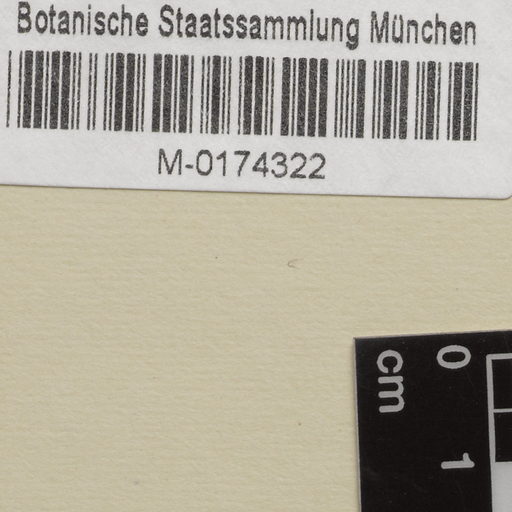 Botanische Staatssammlung München
M-0174322
0
cm
1